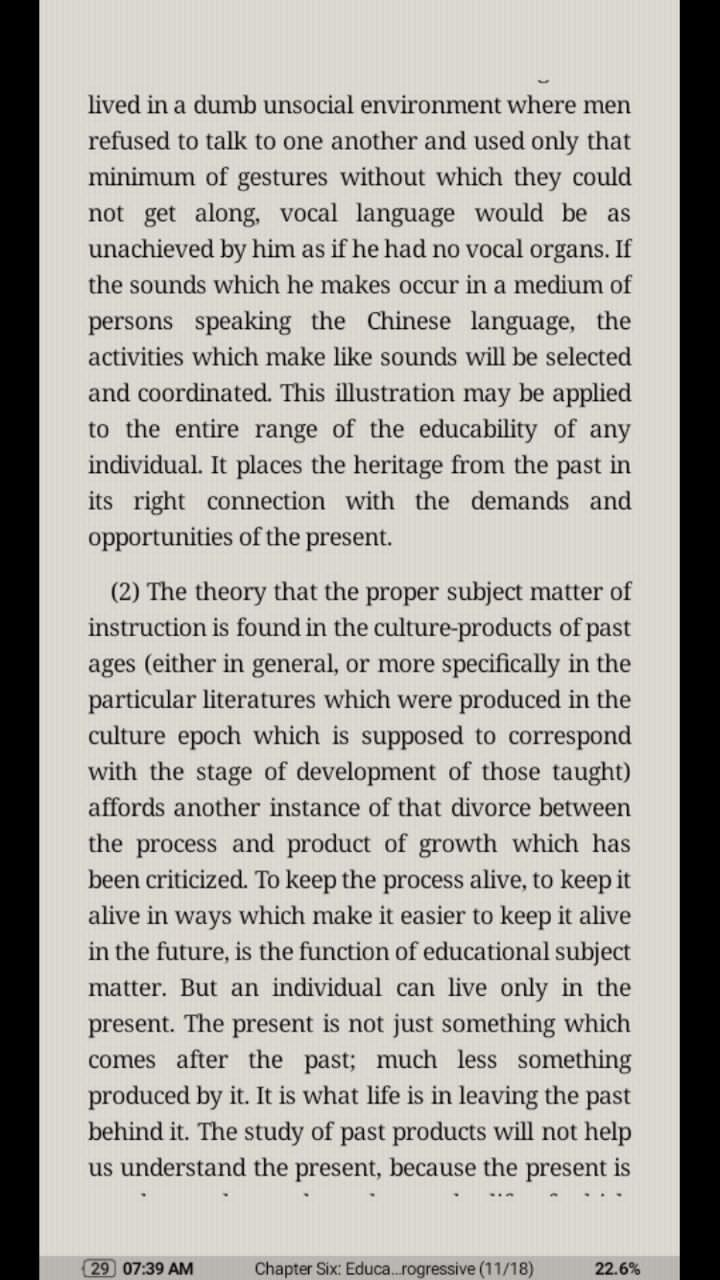 lived in a dumb unsocial environment where men
refused to talk to one another and used only that
minimum of gestures without which they could
not get along, vocal language would be as
unachieved by him as if he had no vocal organs. If
the sounds which he makes occur in a medium of
persons speaking the Chinese language, the
activities which make like sounds will be selected
and coordinated. This illustration may be applied
to the entire range of the educability of any
individual. It places the heritage from the past in
its right connection with the demands and
opportunities of the present.
(2) The theory that the proper subject matter of
instruction is found in the culture-products of past
ages (either in general, or more specifically in the
particular literatures which were produced in the
culture epoch which is supposed to correspond
with the stage of development of those taught)
affords another instance of that divorce between
the process and product of growth which has
been criticized. To keep the process alive, to keep it
alive in ways which make it easier to keep it alive
in the future, is the function of educational subject
matter. But an individual can live only in the
present. The present is not just something which
comes after the past; much less something
produced by it. It is what life is in leaving the past
behind it. The study of past products will not help
us understand the present, because the present is
29 07:39 AM Chapter Six: Educa...rogressive (11/18) 22.6%